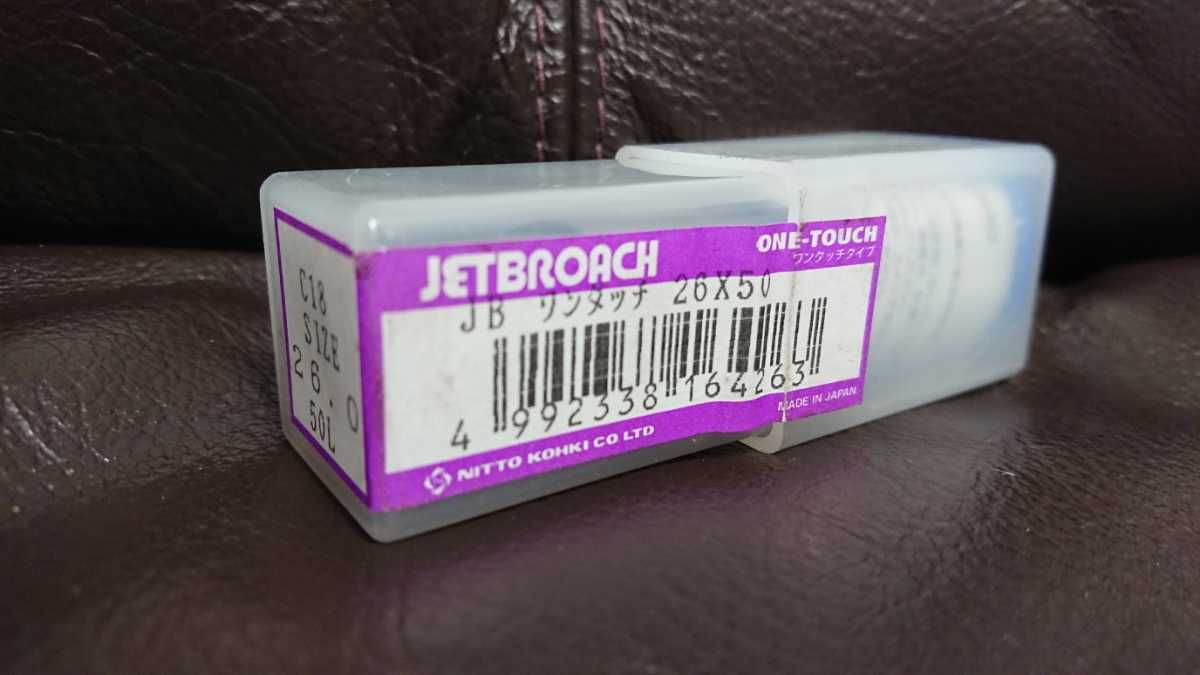 C18
SIZE
26.0
50L
JETBROACH
ONE-TOUCH
ワンタッチタイプ
JB ワンタッチ 26X50
4 992338 164263
NITTO KOHKI CO LTD
MADE IN JAPAN